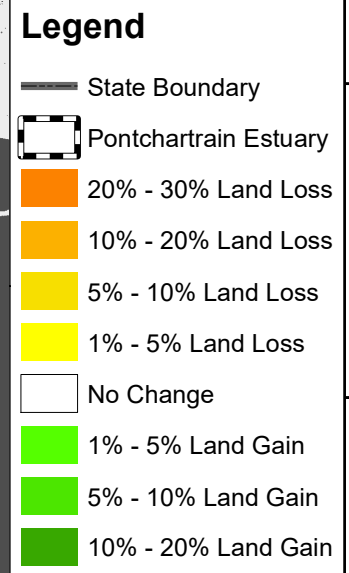 Legend
State Boundary
Pontchartrain Estuary
20% - 30% Land Loss
10% - 20% Land Loss
5% - 10% Land Loss
1% - 5% Land Loss
No Change
1% - 5% Land Gain
5% - 10% Land Gain
10% - 20% Land Gain